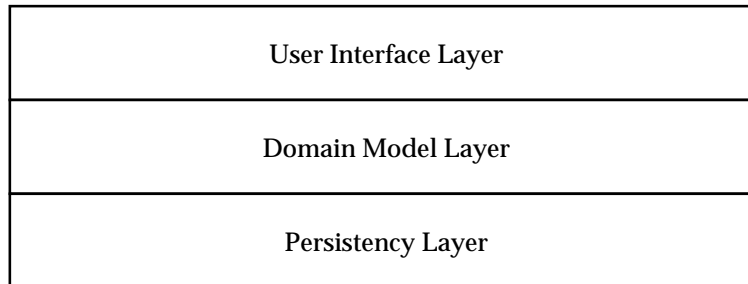 User Interface Layer
Domain Model Layer
Persistency Layer